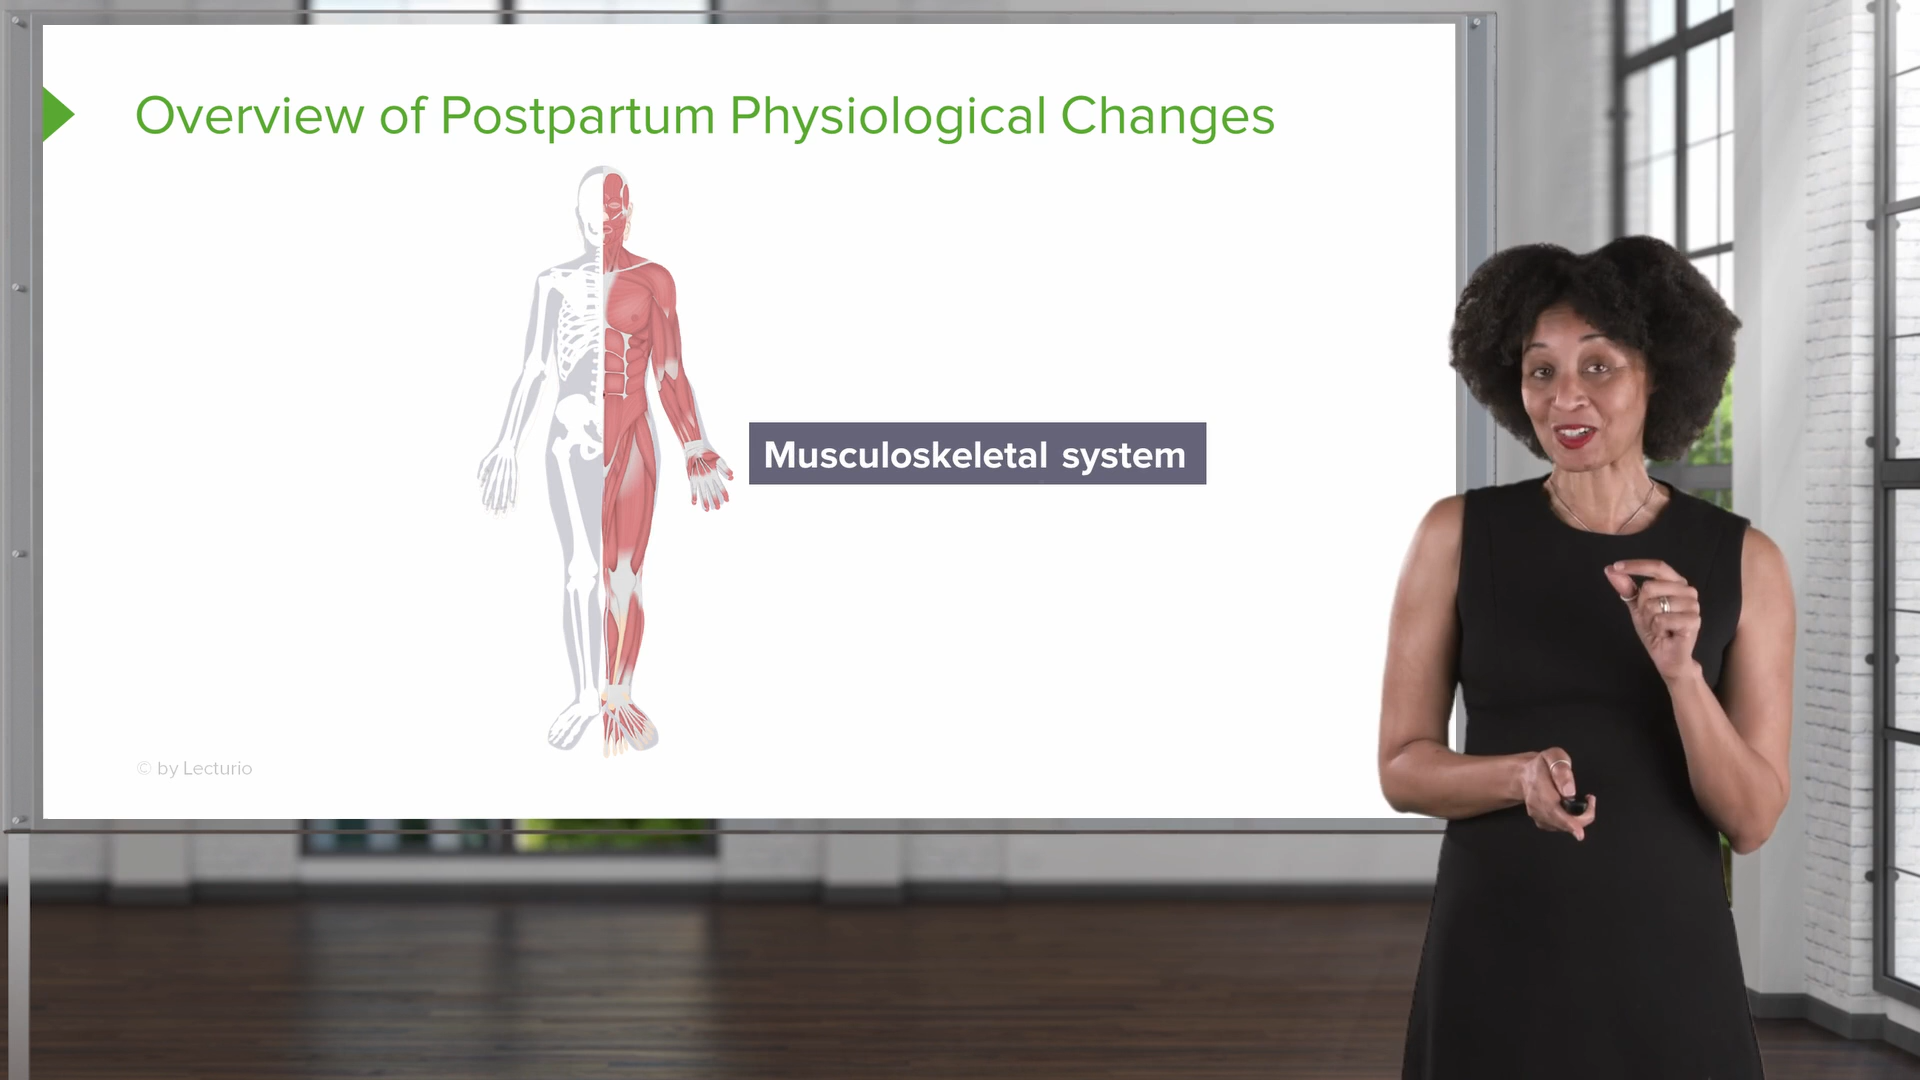 Overview of Postpartum Physiological Changes
Musculoskeletal system
© by Lecturio